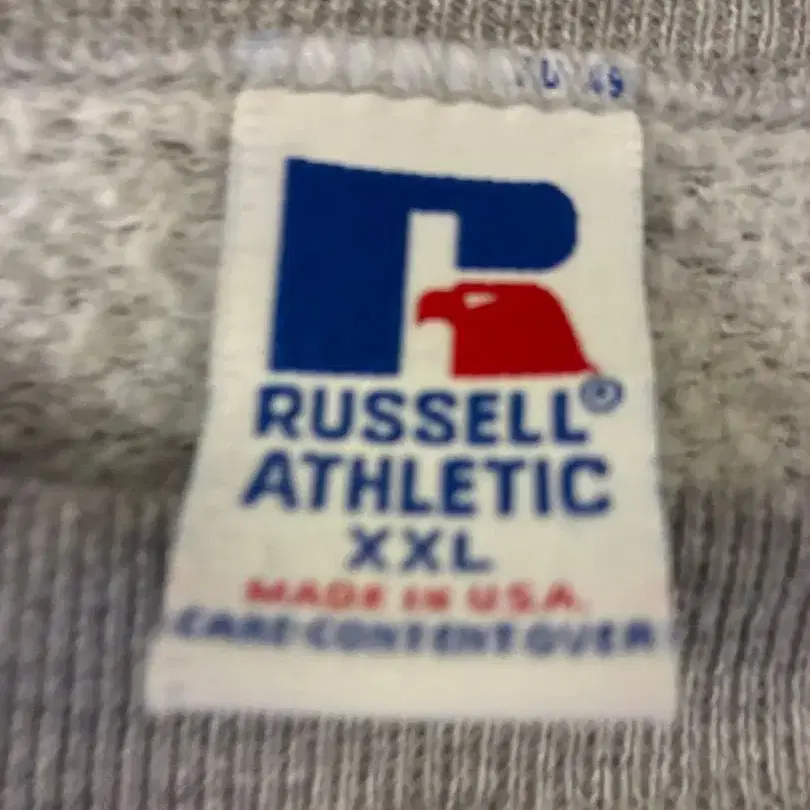 RUSSELL®
ATHLETIC
XXL
MADE IN U.S.A.
CARE-CONTENT OVER